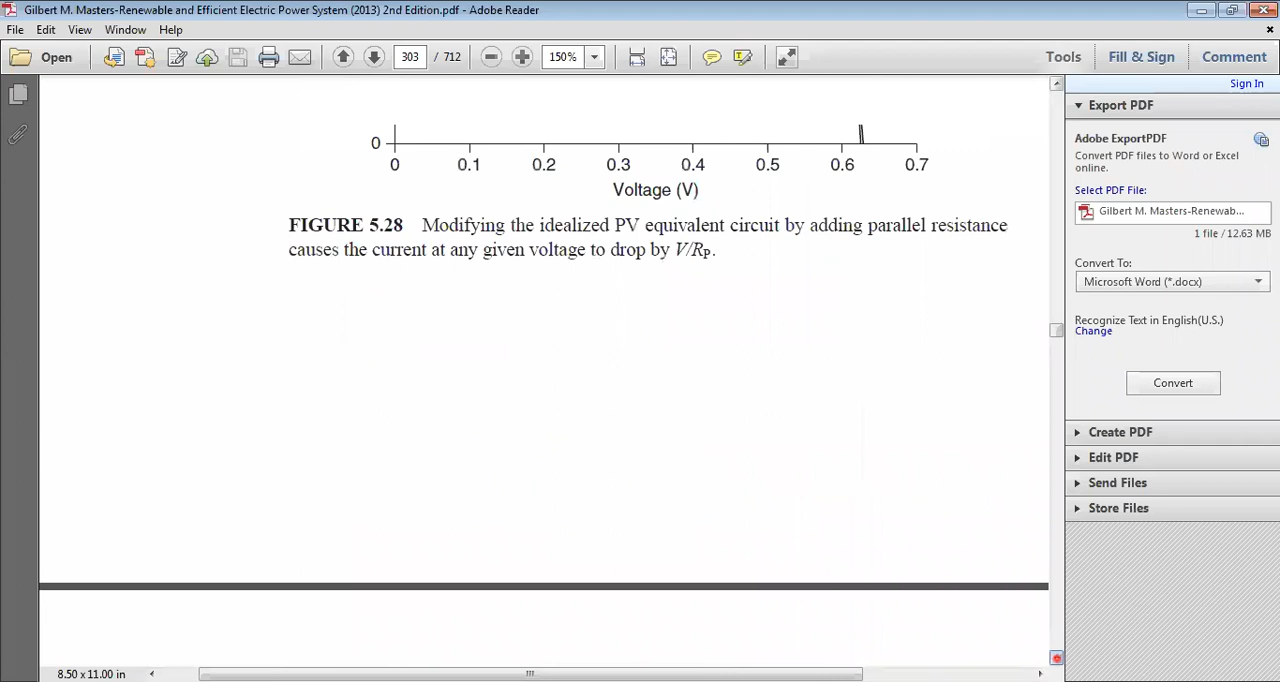 Gilbert M. Masters-Renewable and Efficient Electric Power System (2013) 2nd Edition.pdf - Adobe Reader
File Edit View Window Help
Open 303 / 712 150% Tools Fill & Sign Comment
Sign In
Export PDF
Adobe ExportPDF
Convert PDF files to Word or Excel
online.
Select PDF File:
Gilbert M. Masters-Renewab...
1 file / 12.63 MB
Convert To:
Microsoft Word (*.docx)
Recognize Text in English(U.S.)
Change
Convert
Create PDF
Edit PDF
Send Files
Store Files
0
0 0.1 0.2 0.3 0.4 0.5 0.6 0.7
Voltage (V)
FIGURE 5.28 Modifying the idealized PV equivalent circuit by adding parallel resistance
causes the current at any given voltage to drop by V/RP.
8.50 x 11.00 in